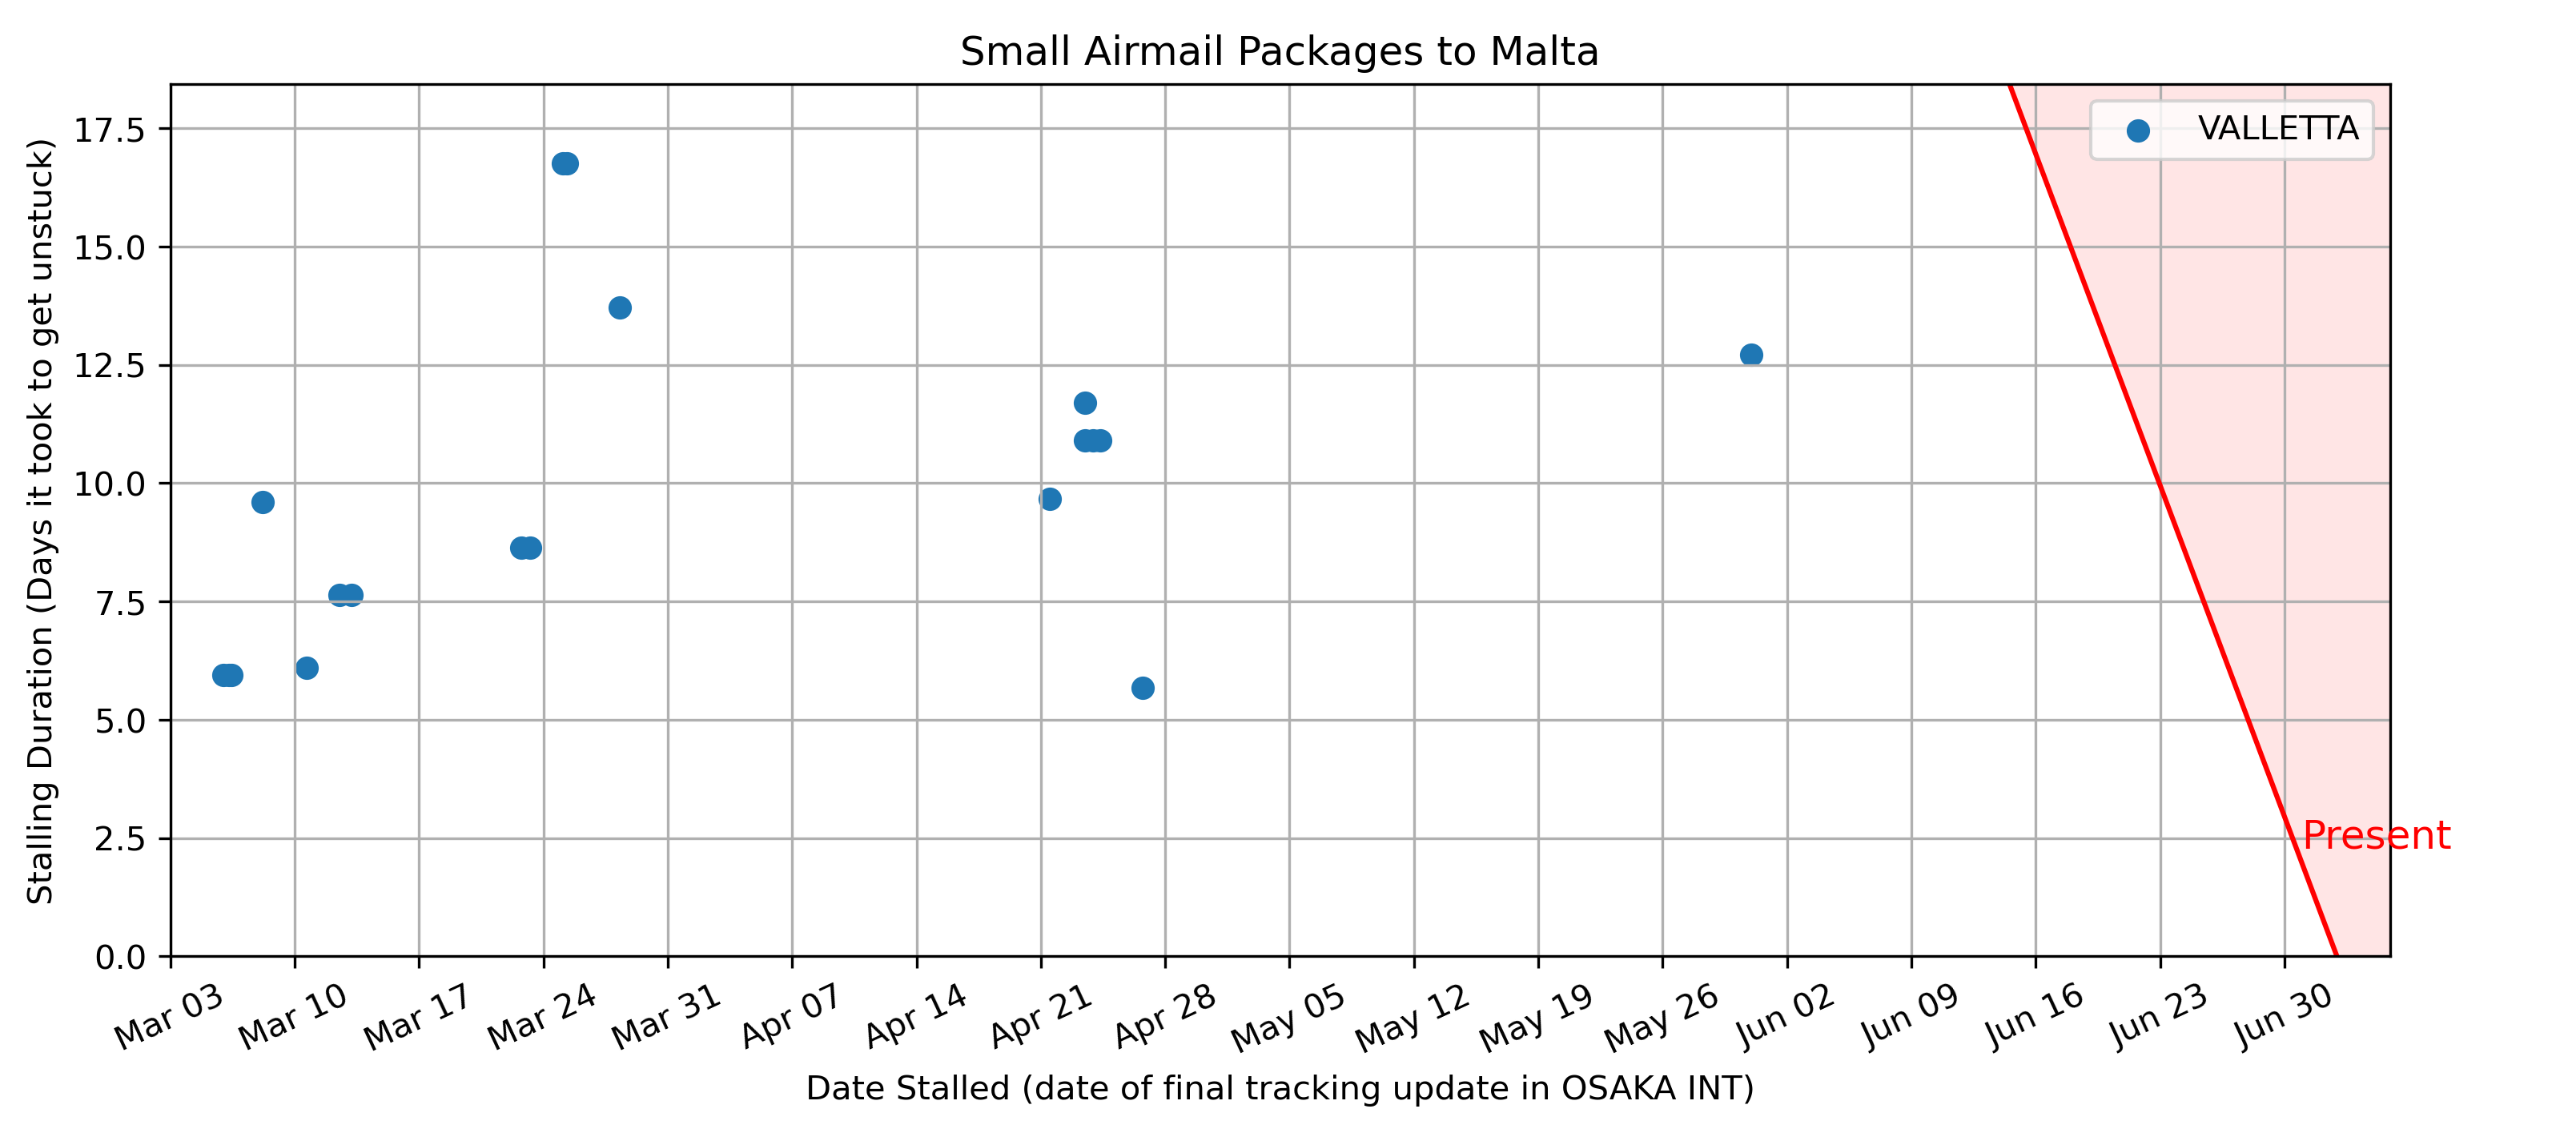 Small Airmail Packages to Malta
VALLETTA
Stalling Duration (Days it took to get unstuck)
17.5
15.0
12.5
10.0
7.5
5.0
2.5
0.0
Present
Mar 03 Mar 10 Mar 17 Mar 24 Mar 31 Apr 07 Apr 14 Apr 21 Apr 28 May 05 May 12 May 19 May 26 Jun 02 Jun 09 Jun 16 Jun 23 Jun 30
Date Stalled (date of final tracking update in OSAKA INT)